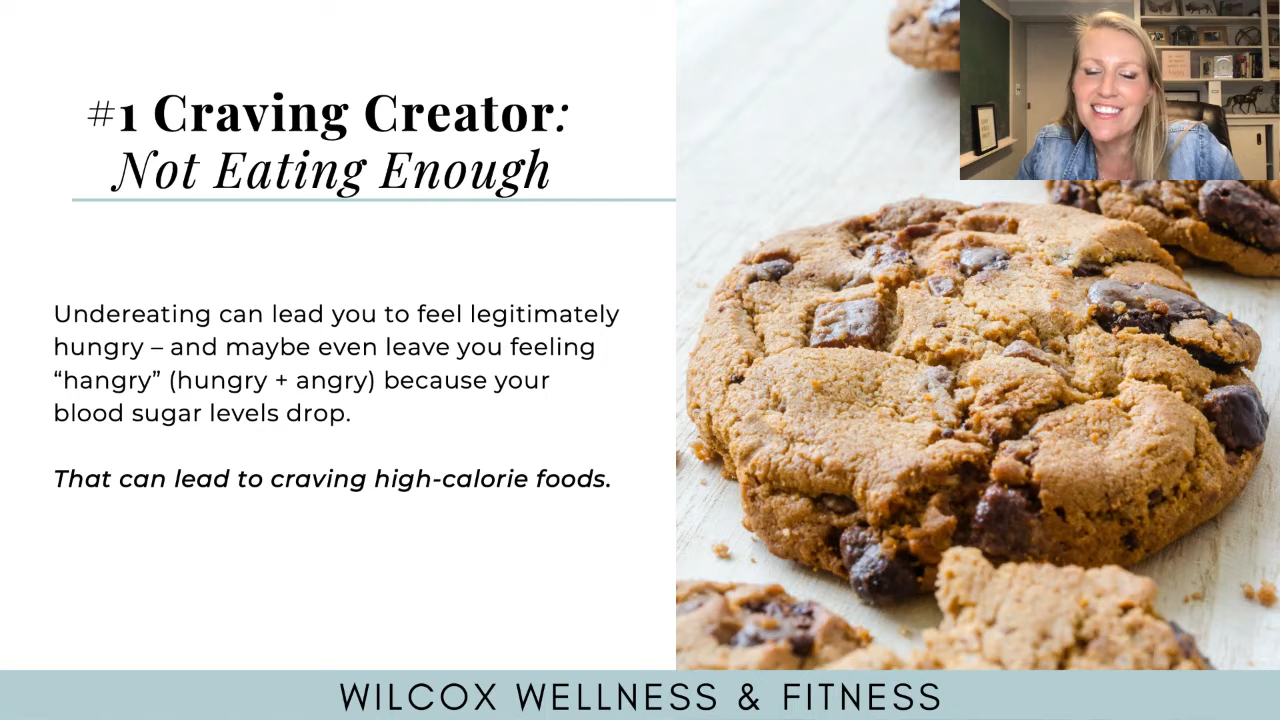 #1 Craving Creator:
Not Eating Enough
Undereating can lead you to feel legitimately
hungry – and maybe even leave you feeling
“hangry” (hungry + angry) because your
blood sugar levels drop.
That can lead to craving high-calorie foods.
WILCOX WELLNESS & FITNESS